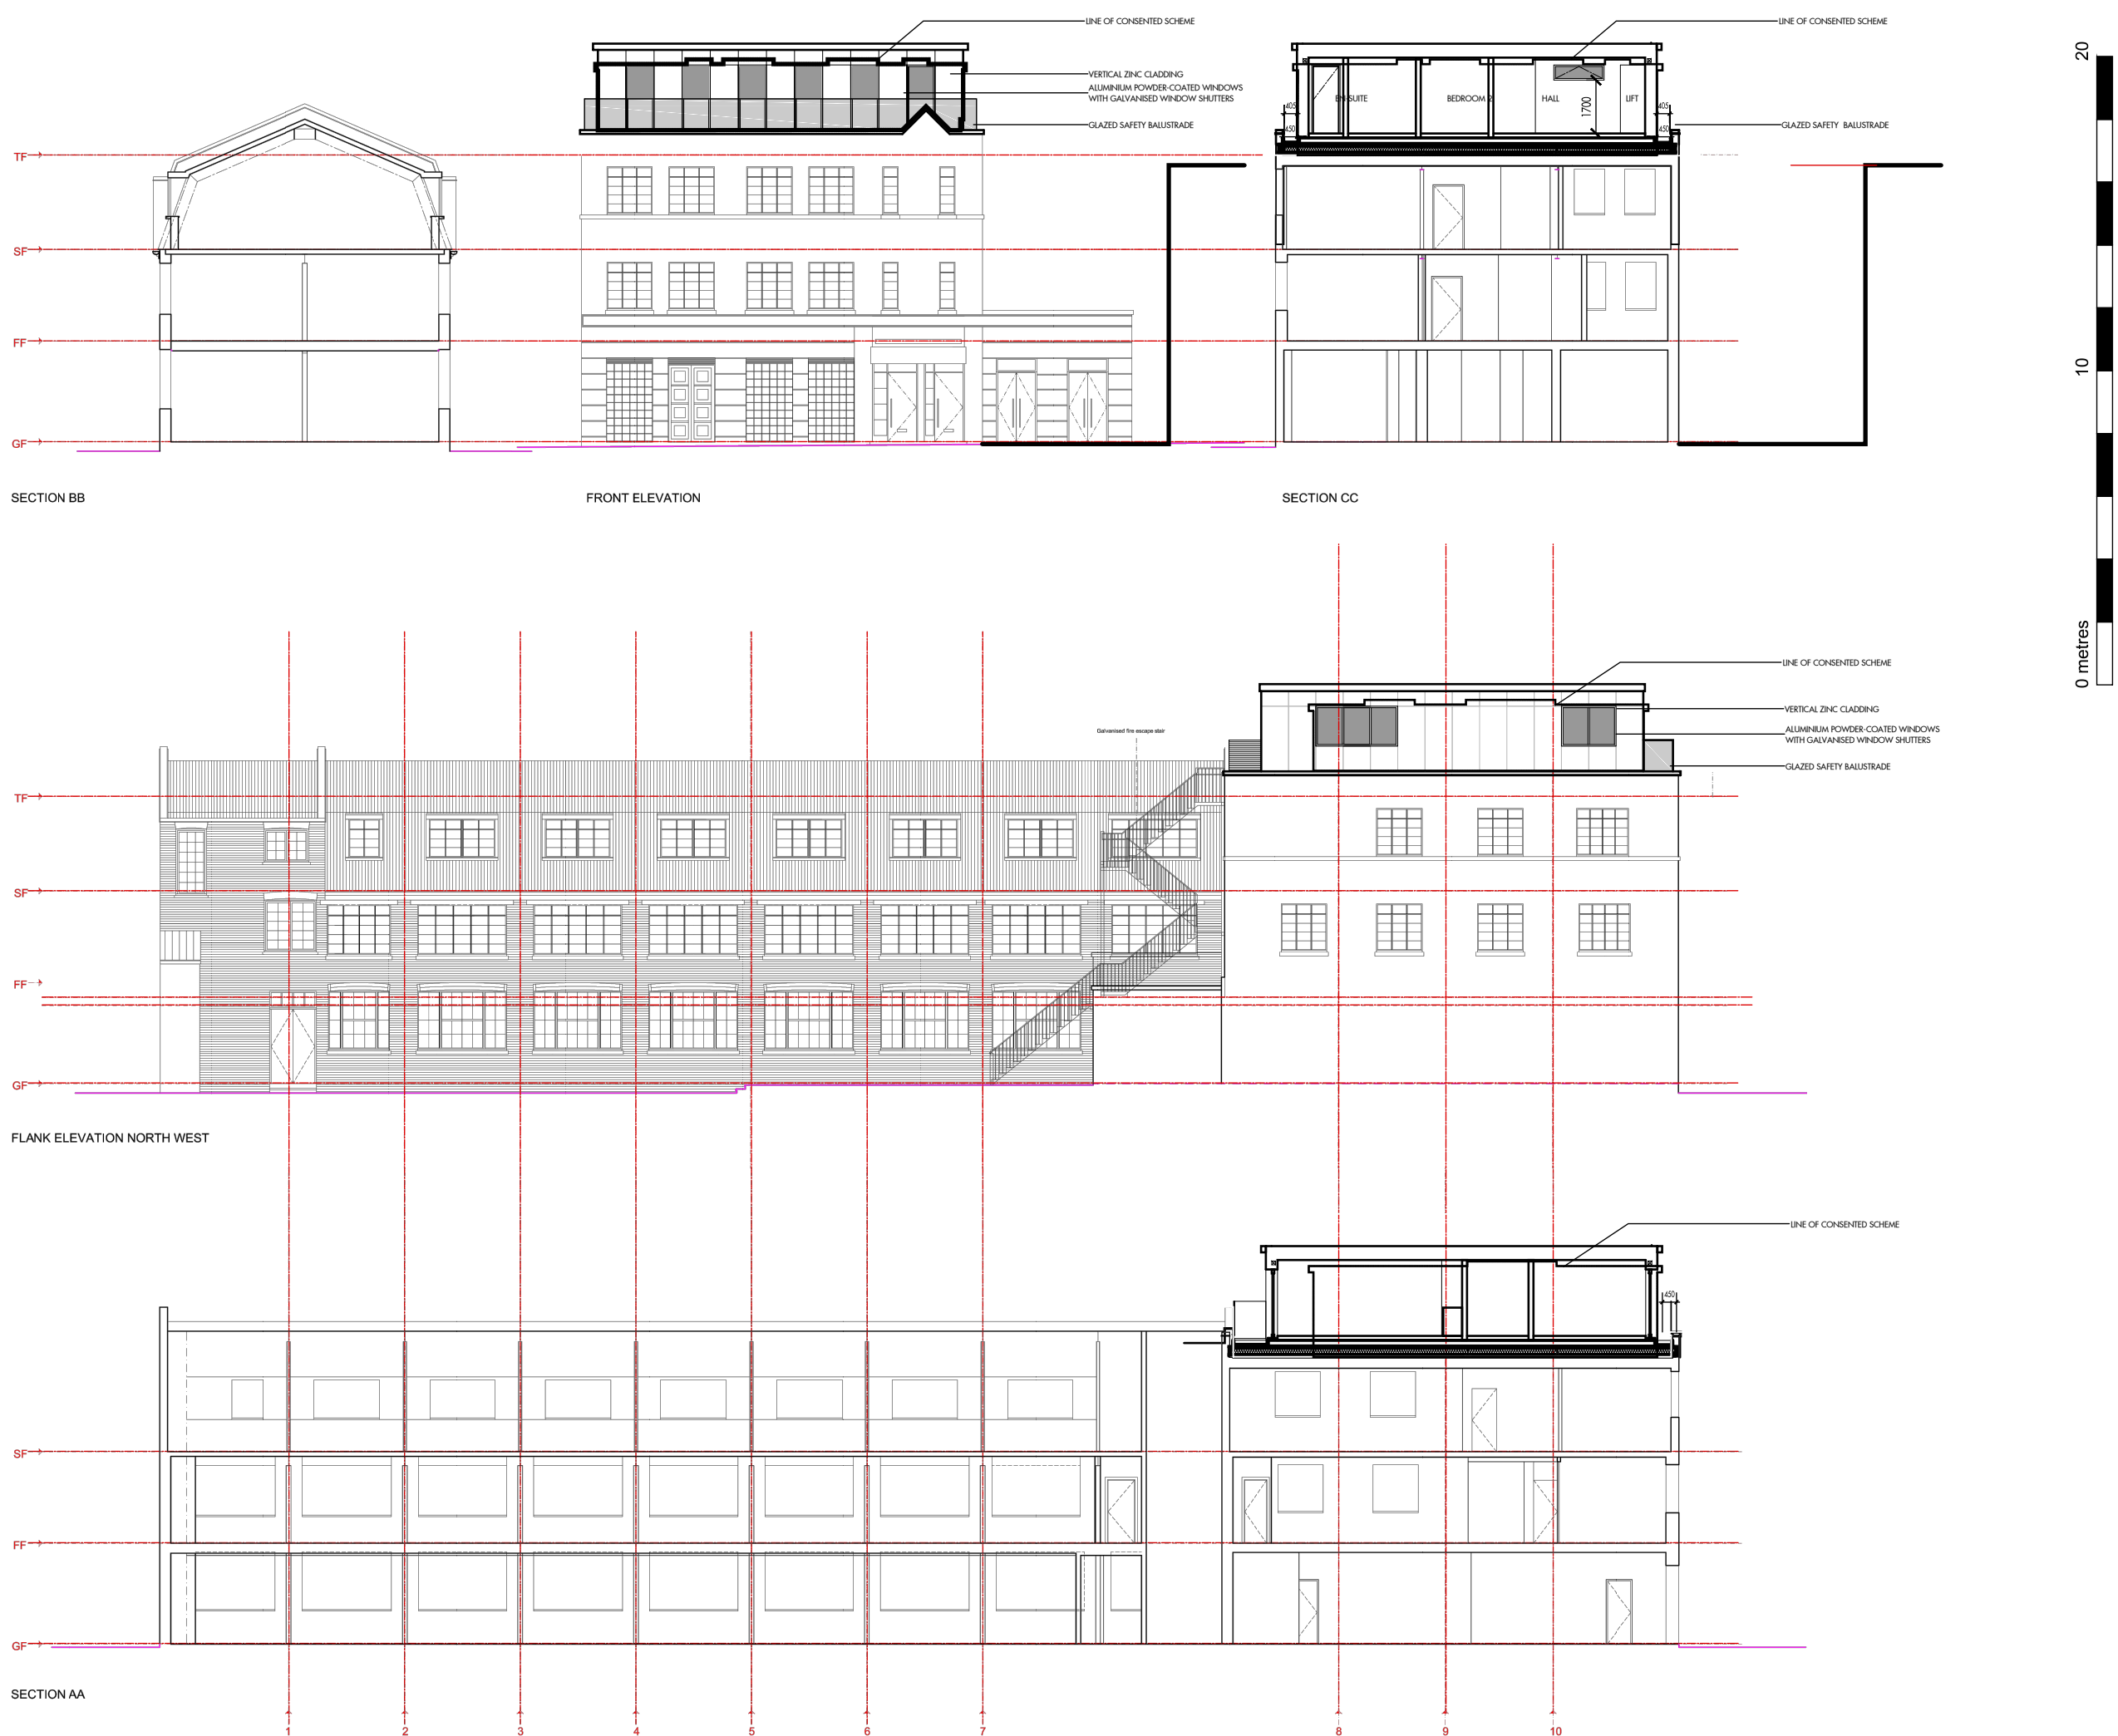 LINE OF CONSENTED SCHEME
LINE OF CONSENTED SCHEME
20
VERTICAL ZINC CLADDING
ALUMINIUM POWDER-COATED WINDOWS
WITH GALVANISED WINDOW SHUTTERS
GLAZED SAFETY BALUSTRADE
EN-SUITE
BEDROOM 2
HALL
LIFT
1700
405
450
405
450
GLAZED SAFETY BALUSTRADE
TF
SF
FF
GF
10
SECTION BB
FRONT ELEVATION
SECTION CC
0 metres
LINE OF CONSENTED SCHEME
VERTICAL ZINC CLADDING
ALUMINIUM POWDER-COATED WINDOWS
WITH GALVANISED WINDOW SHUTTERS
GLAZED SAFETY BALUSTRADE
Galvanised fire escape stair
TF
SF
FF
GF
FLANK ELEVATION NORTH WEST
LINE OF CONSENTED SCHEME
450
SF
FF
GF
SECTION AA
1 2 3 4 5 6 7 8 9 10